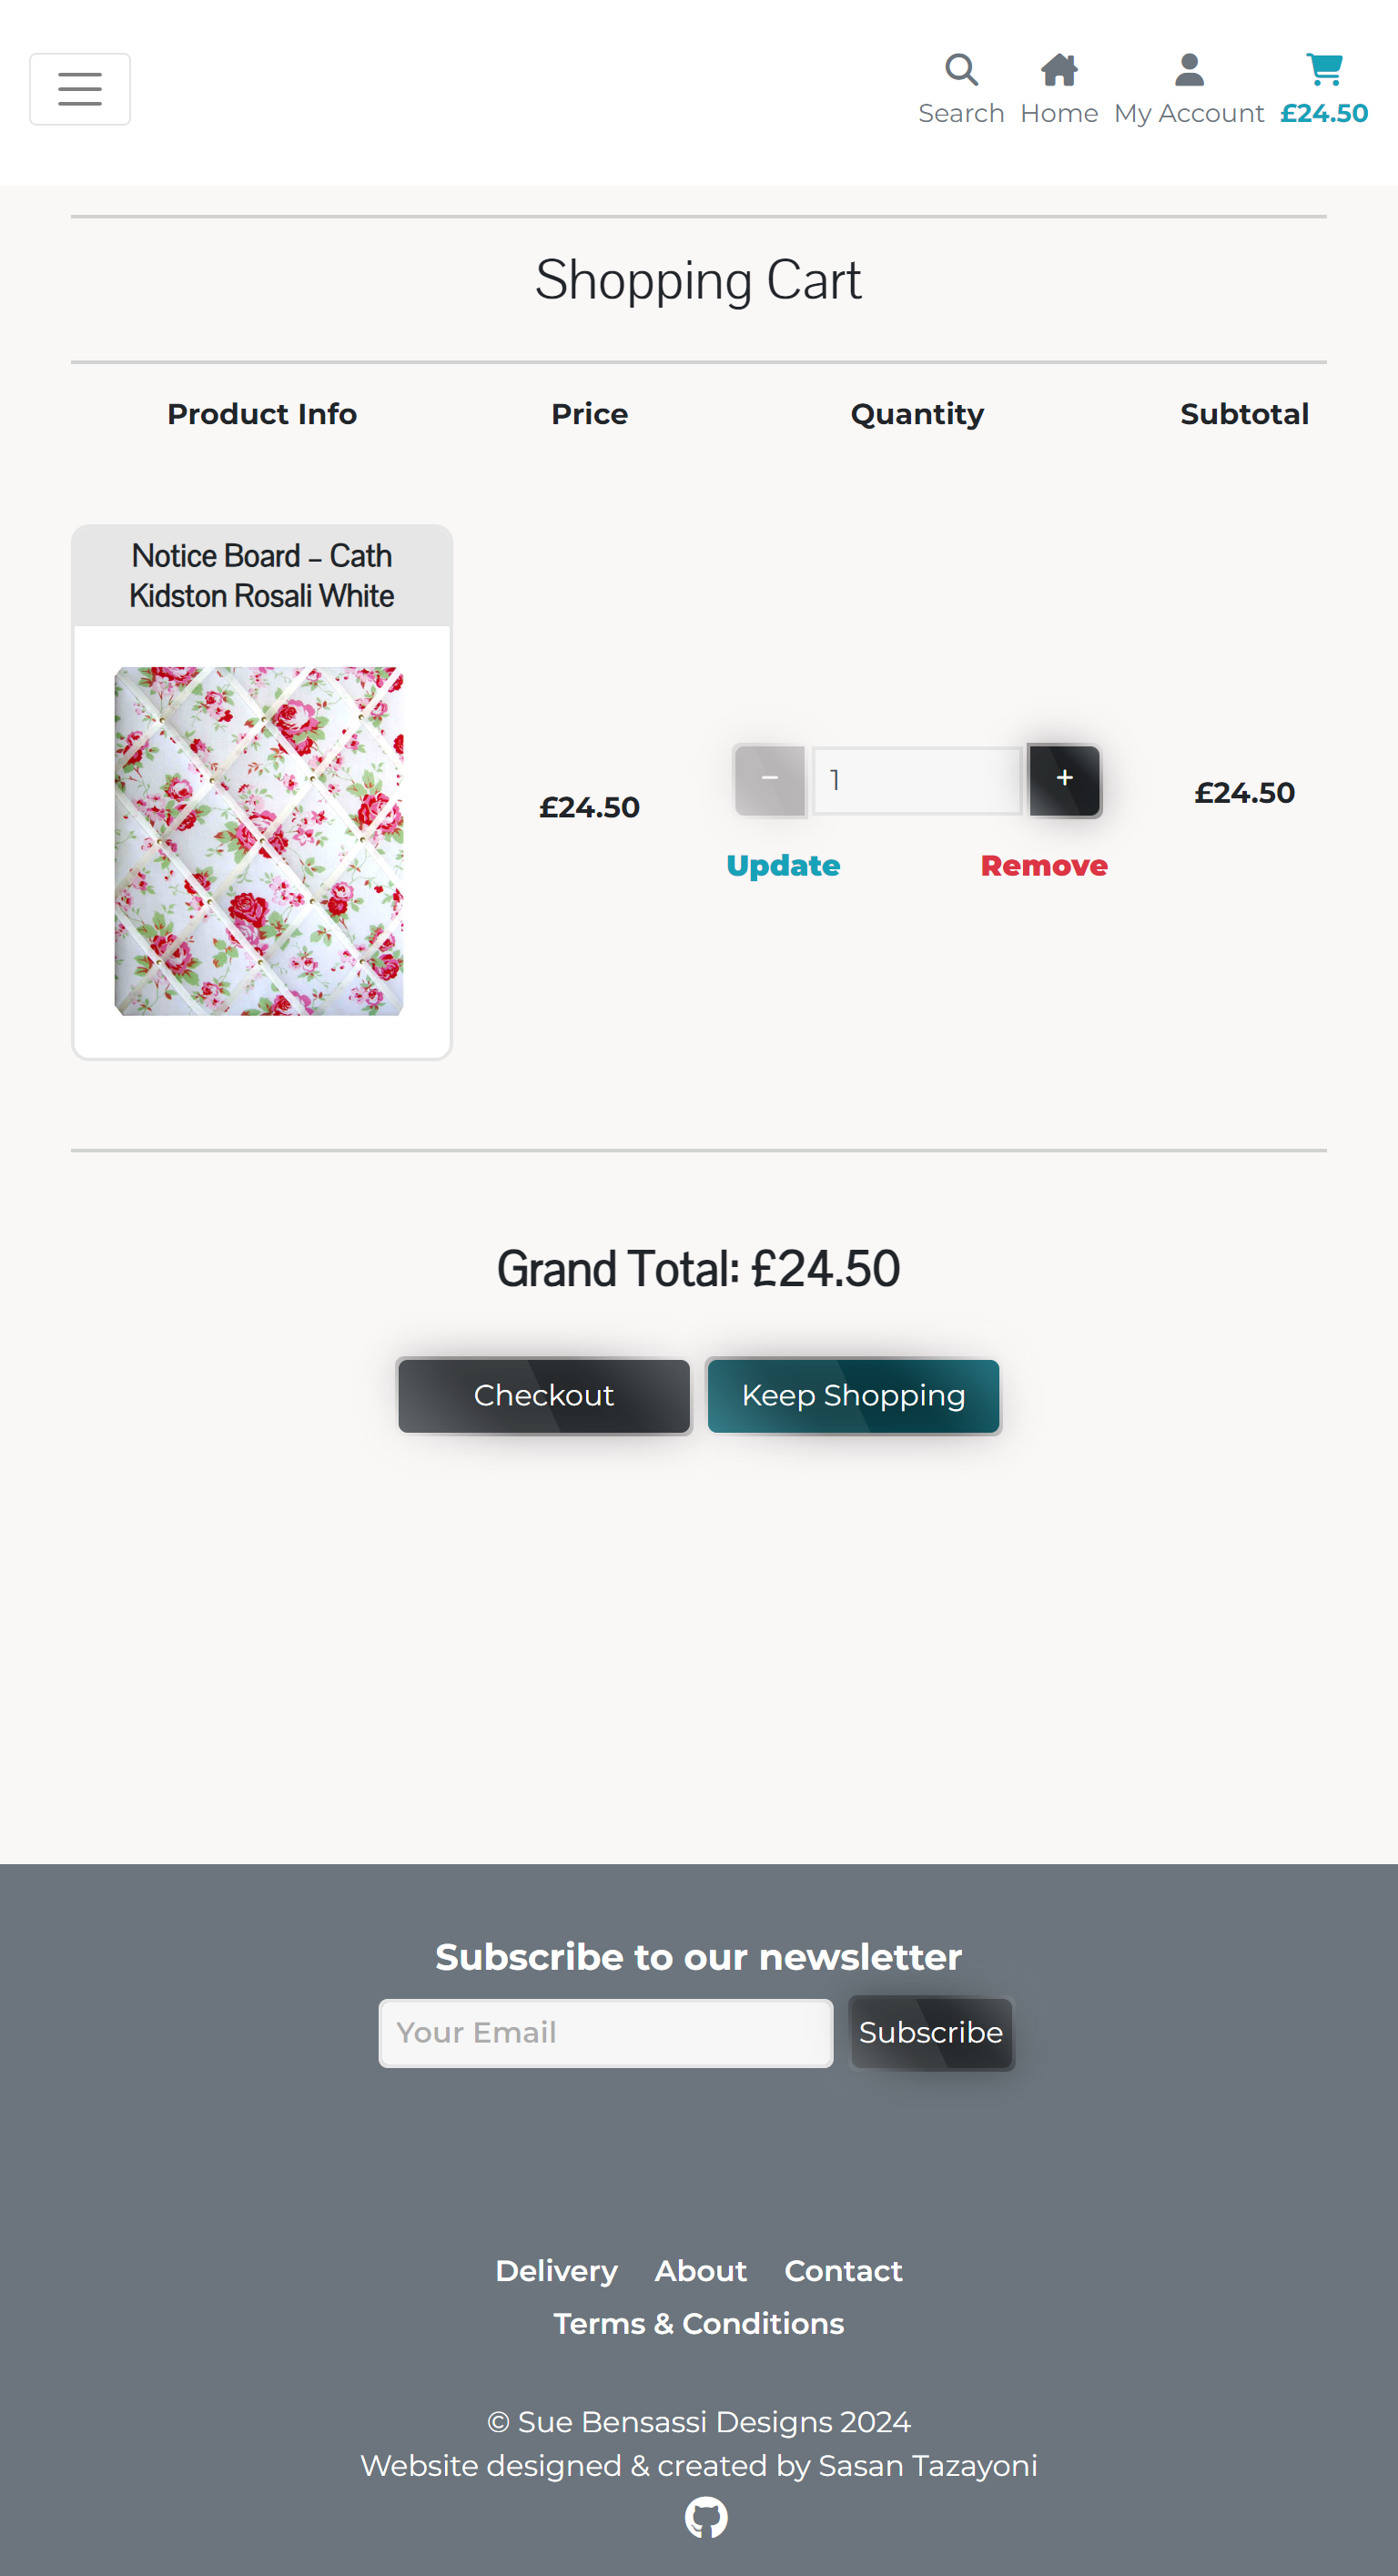 Search Home My Account £24.50
Shopping Cart
Product Info Price Quantity Subtotal
Notice Board – Cath
Kidston Rosali White
£24.50
− 1 +
Update Remove
£24.50
Grand Total: £24.50
Checkout Keep Shopping
Subscribe to our newsletter
Your Email Subscribe
Delivery About Contact
Terms & Conditions
© Sue Bensassi Designs 2024
Website designed & created by Sasan Tazayoni